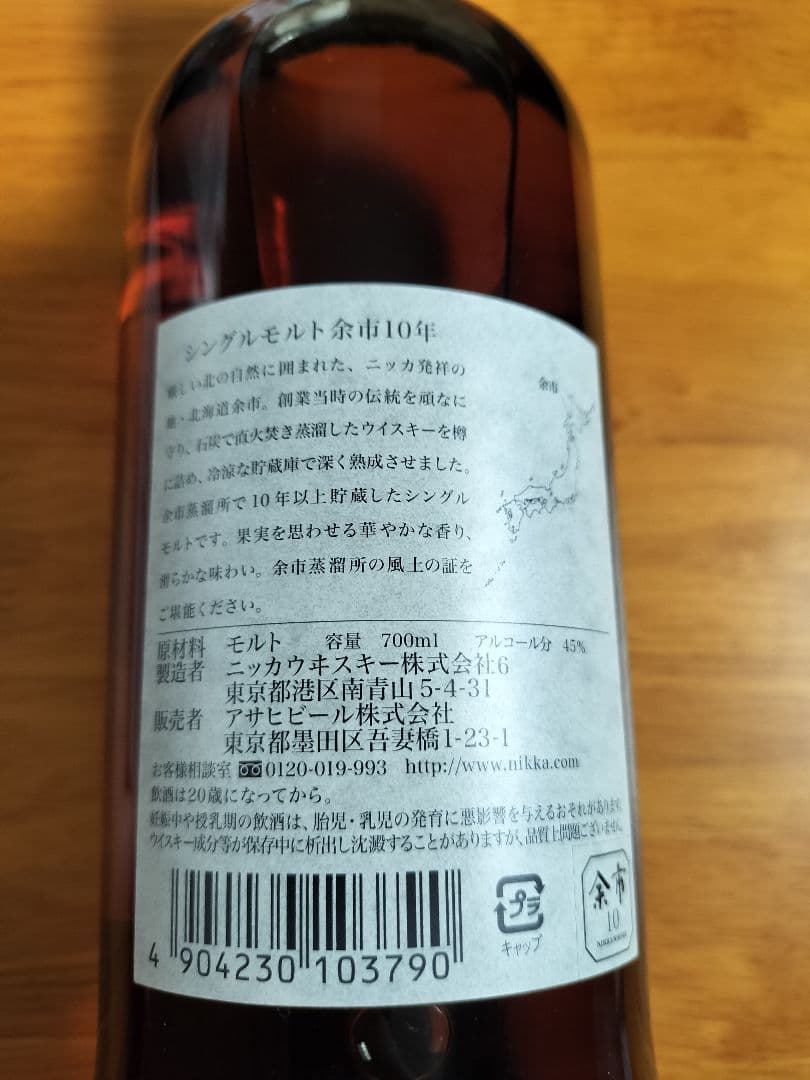 シングルモルト余市10年
厳しい北の自然に囲まれた、ニッカ発祥の
地・北海道余市。創業当時の伝統を頑なに
守り、石炭で直火焚き蒸溜したウイスキーを樽
に詰め、冷涼な貯蔵庫で深く熟成させました。
余市蒸溜所で10年以上貯蔵したシングル
モルトです。果実を思わせる華やかな香り、
滑らかな味わい。余市蒸溜所の風土の証を
ご堪能ください。
余市
原材料 モルト 容量 700ml アルコール分 45%
製造者 ニッカウヰスキー株式会社6
東京都港区南青山5-4-31
販売者 アサヒビール株式会社
東京都墨田区吾妻橋1-23-1
お客様相談室 0120-019-993 http://www.nikka.com
飲酒は20歳になってから。
妊娠中や授乳期の飲酒は、胎児・乳児の発育に悪影響を与えるおそれがあります。
ウイスキー成分等が保存中に析出し沈澱することがありますが、品質上問題ございません。
4 904230 103790
プラ
キャップ
余市
10